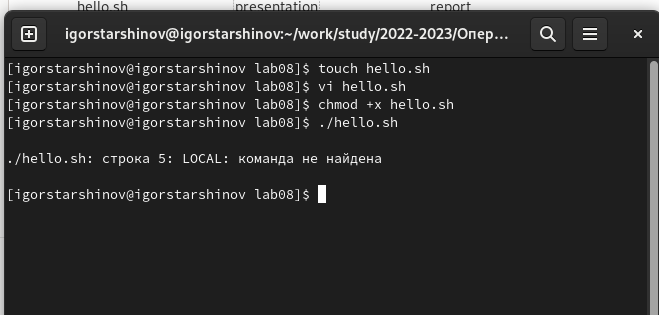 hello.sh presentation report
igorstarshinov@igorstarshinov:~/work/study/2022-2023/Опер...
[igorstarshinov@igorstarshinov lab08]$ touch hello.sh
[igorstarshinov@igorstarshinov lab08]$ vi hello.sh
[igorstarshinov@igorstarshinov lab08]$ chmod +x hello.sh
[igorstarshinov@igorstarshinov lab08]$ ./hello.sh
./hello.sh: строка 5: LOCAL: команда не найдена
[igorstarshinov@igorstarshinov lab08]$